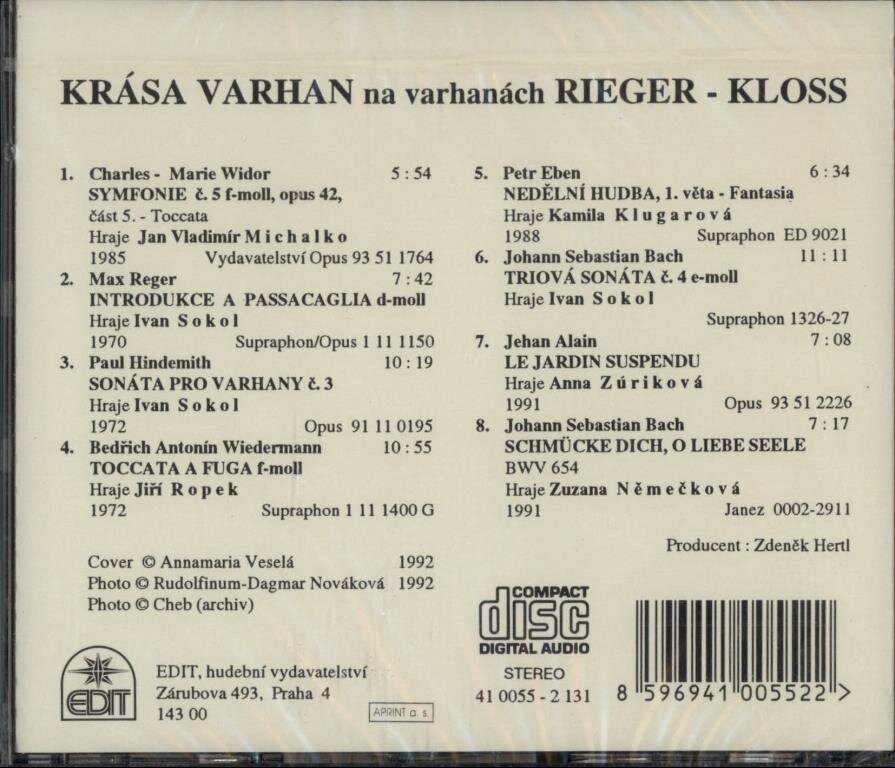 KRÁSA VARHAN na varhanách RIEGER - KLOSS
1. Charles - Marie Widor 5 : 54
SYMFONIE č. 5 f-moll, opus 42,
část 5. - Toccata
Hraje Jan Vladimír M i c h a l k o
1985 Vydavatelství Opus 93 51 1764
2. Max Reger 7 : 42
INTRODUKCE A PASSACAGLIA d-moll
Hraje Ivan S o k o l
1970 Supraphon/Opus 1 11 1150
3. Paul Hindemith 10 : 19
SONÁTA PRO VARHANY č. 3
Hraje Ivan S o k o l
1972 Opus 91 11 0195
4. Bedřich Antonín Wiedermann 10 : 55
TOCCATA A FUGA f-moll
Hraje Jiří R o p e k
1972 Supraphon 1 11 1400 G
5. Petr Eben 6 : 34
NEDĚLNÍ HUDBA, 1. věta - Fantasia
Hraje Kamila K l u g a r o v á
1988 Supraphon ED 9021
6. Johann Sebastian Bach 11 : 11
TRIOVÁ SONÁTA č. 4 e-moll
Hraje Ivan S o k o l
Supraphon 1326-27
7. Jehan Alain 7 : 08
LE JARDIN SUSPENDU
Hraje Anna Z ú r i k o v á
1991 Opus 93 51 2226
8. Johann Sebastian Bach 7 : 17
SCHMÜCKE DICH, O LIEBE SEELE
BWV 654
Hraje Zuzana N ě m e č k o v á
1991 Janez 0002-2911
Producent : Zdeněk Hertl
Cover © Annamaria Veselá 1992
Photo © Rudolfinum-Dagmar Nováková 1992
Photo © Cheb (archiv)
EDIT
EDIT, hudební vydavatelství
Zárubova 493, Praha 4
143 00
APRINT a. s.
COMPACT
disc
DIGITAL AUDIO
STEREO
41 0055 - 2 131
8 596941 005522 >